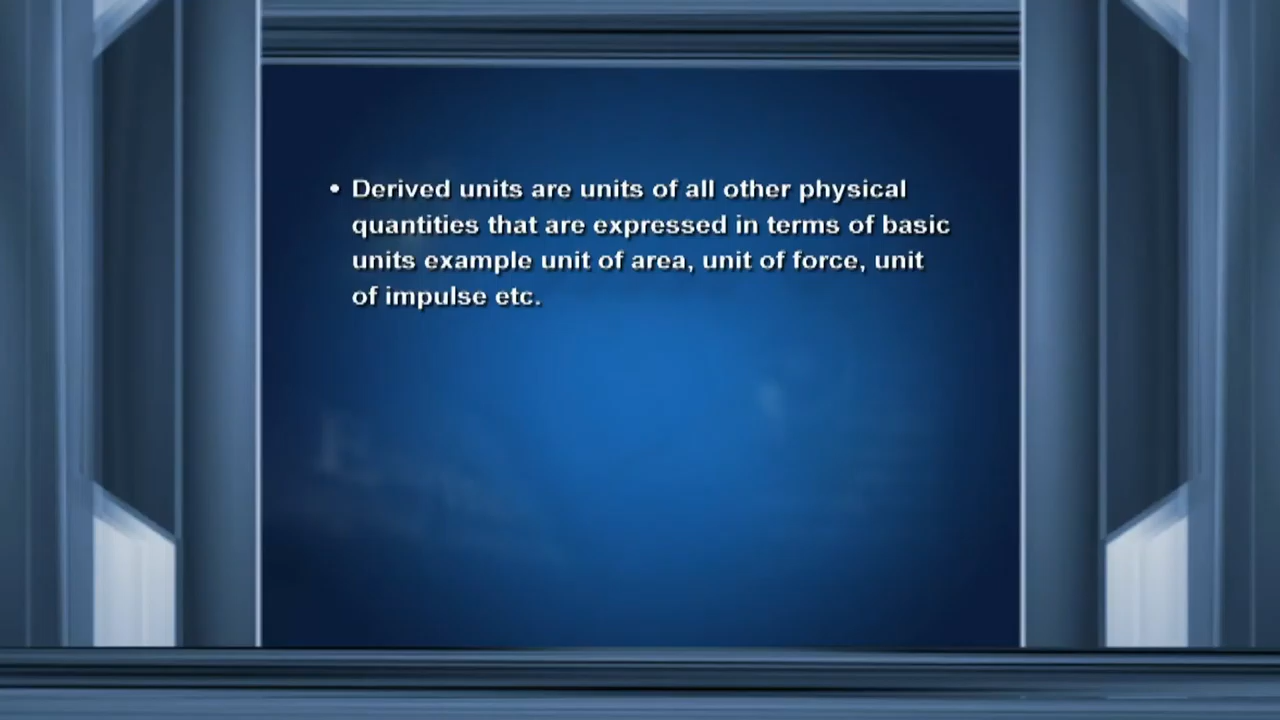 • Derived units are units of all other physical
quantities that are expressed in terms of basic
units example unit of area, unit of force, unit
of impulse etc.